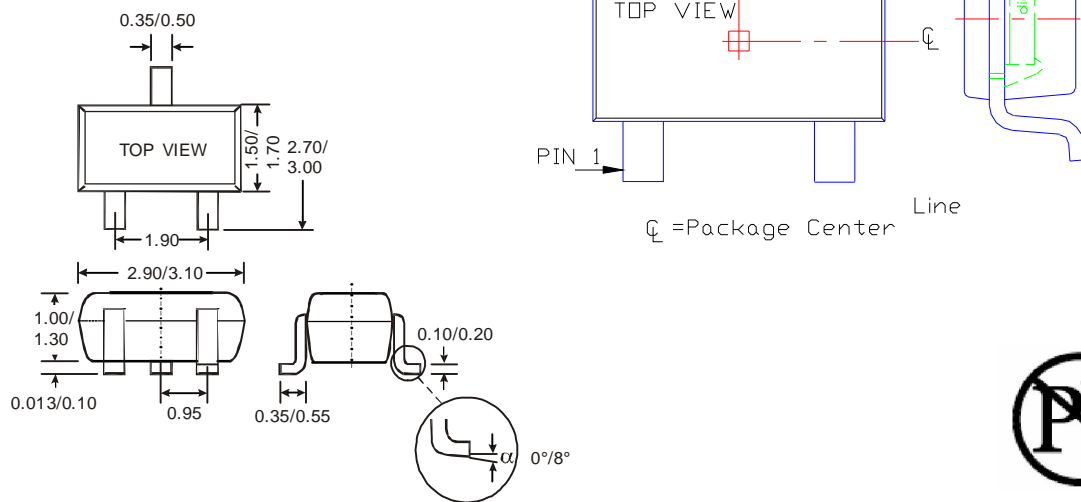 0.35/0.50
TOP VIEW
1.50/
1.70
2.70/
3.00
1.90
2.90/3.10
1.00/
1.30
0.013/0.10
0.95
0.10/0.20
0.35/0.55
α 0°/8°
TOP VIEW
℄
PIN 1
Line
℄ =Package Center
P